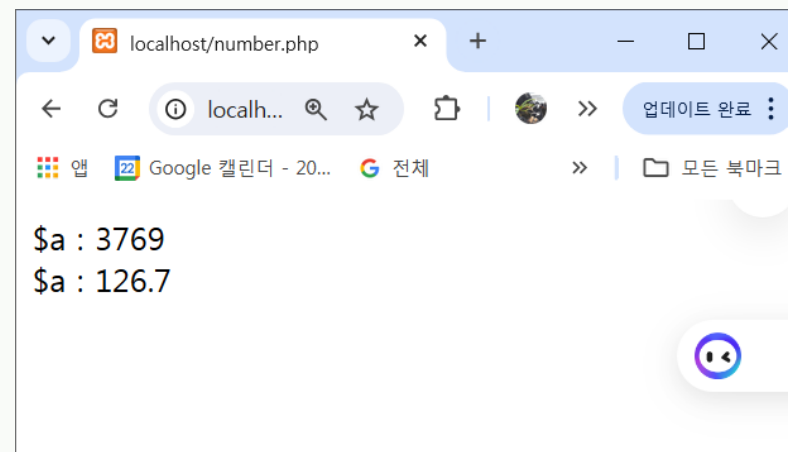 localhost/number.php
localh...
업데이트 완료
앱
22
Google 캘린더 - 20...
G 전체
모든 북마크
$a : 3769
$a : 126.7